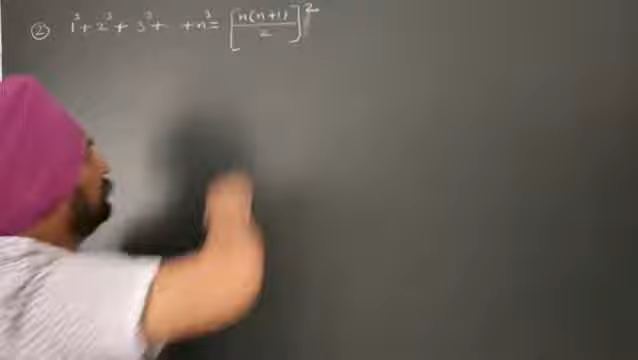 ② 1³ + 2³ + 3³ + + n³ = [n(n+1)/2]²